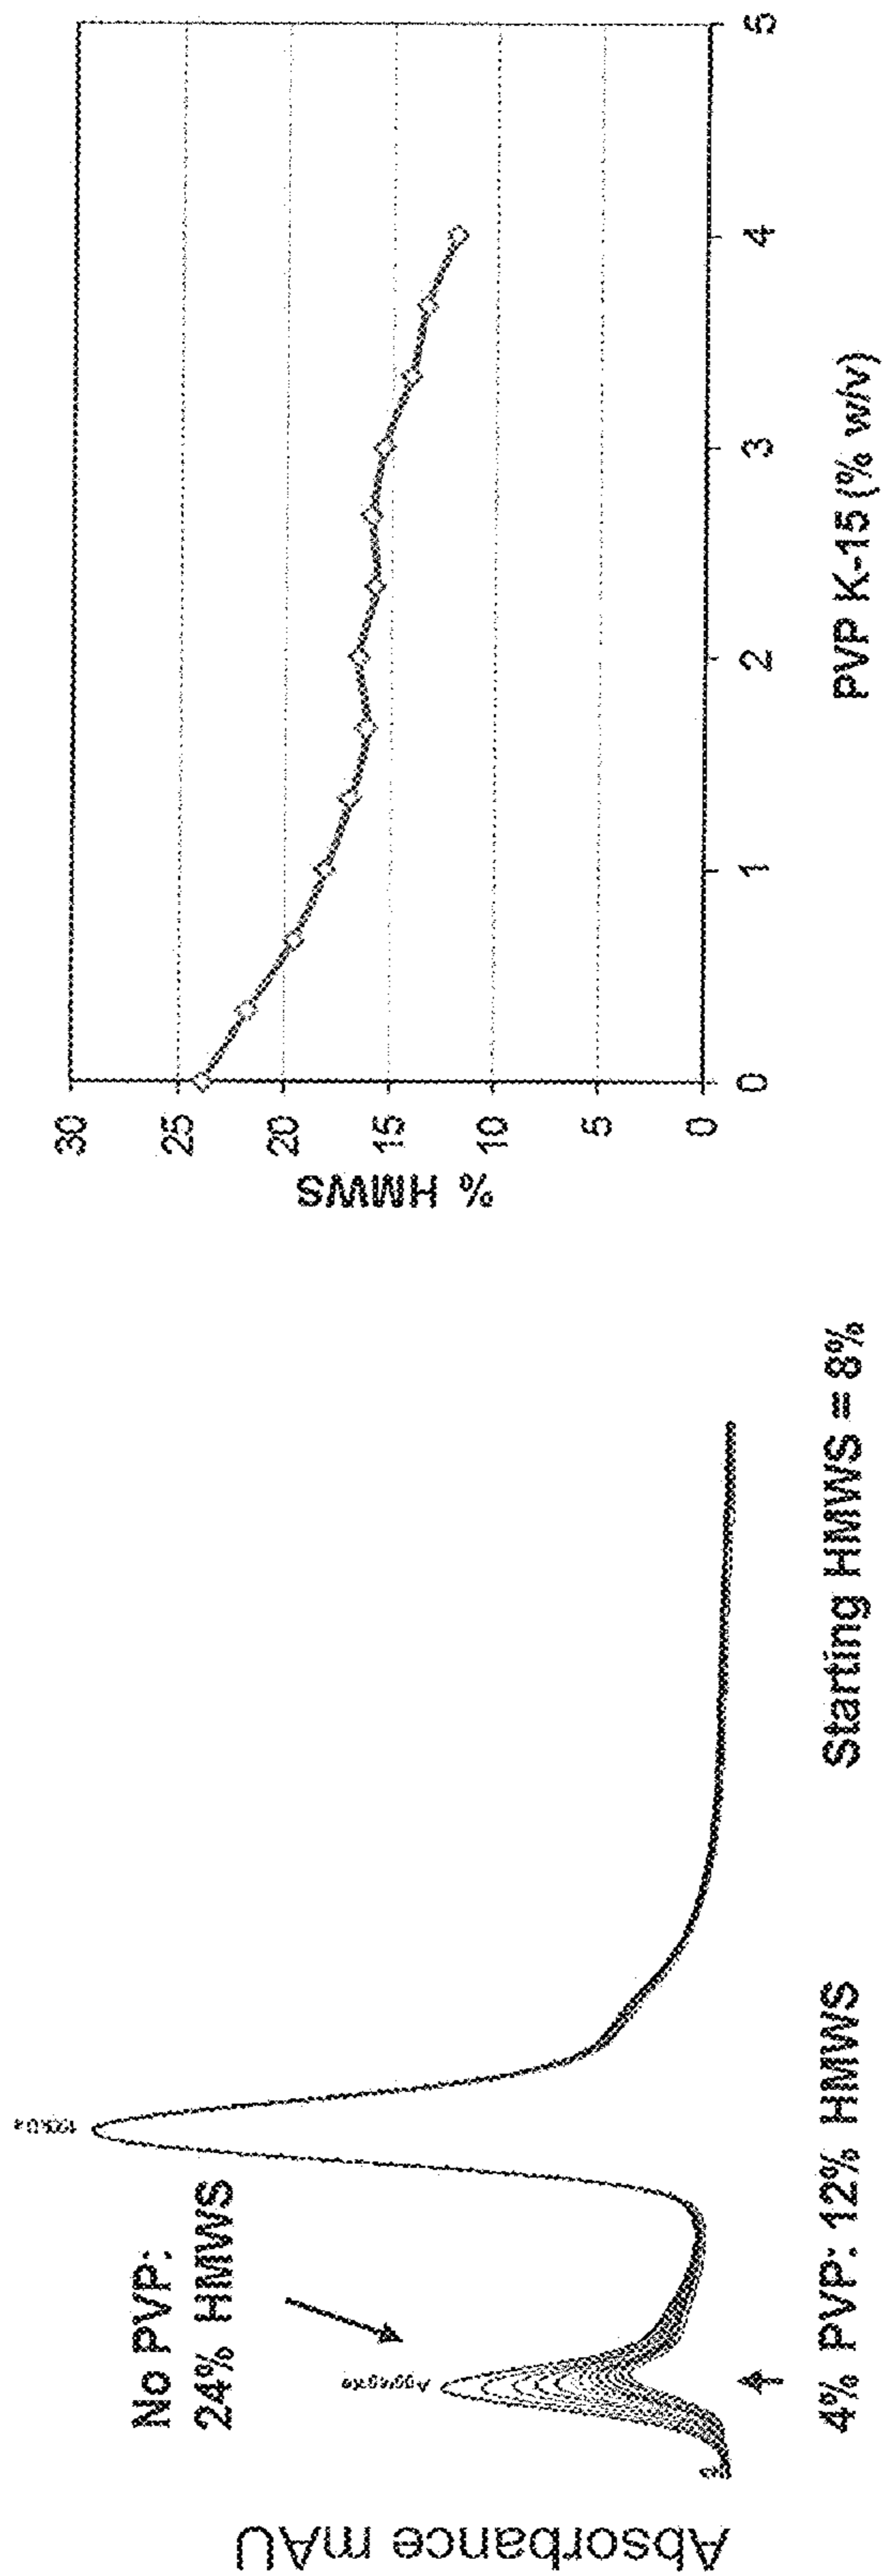 Absorbance mAU
No PVP:
24% HMWS
Aggregate
4% PVP: 12% HMWS
Starting HMWS = 8%
% HMWS
30
25
20
15
10
5
0
0
1
2
3
4
5
PVP K-15 (% w/v)